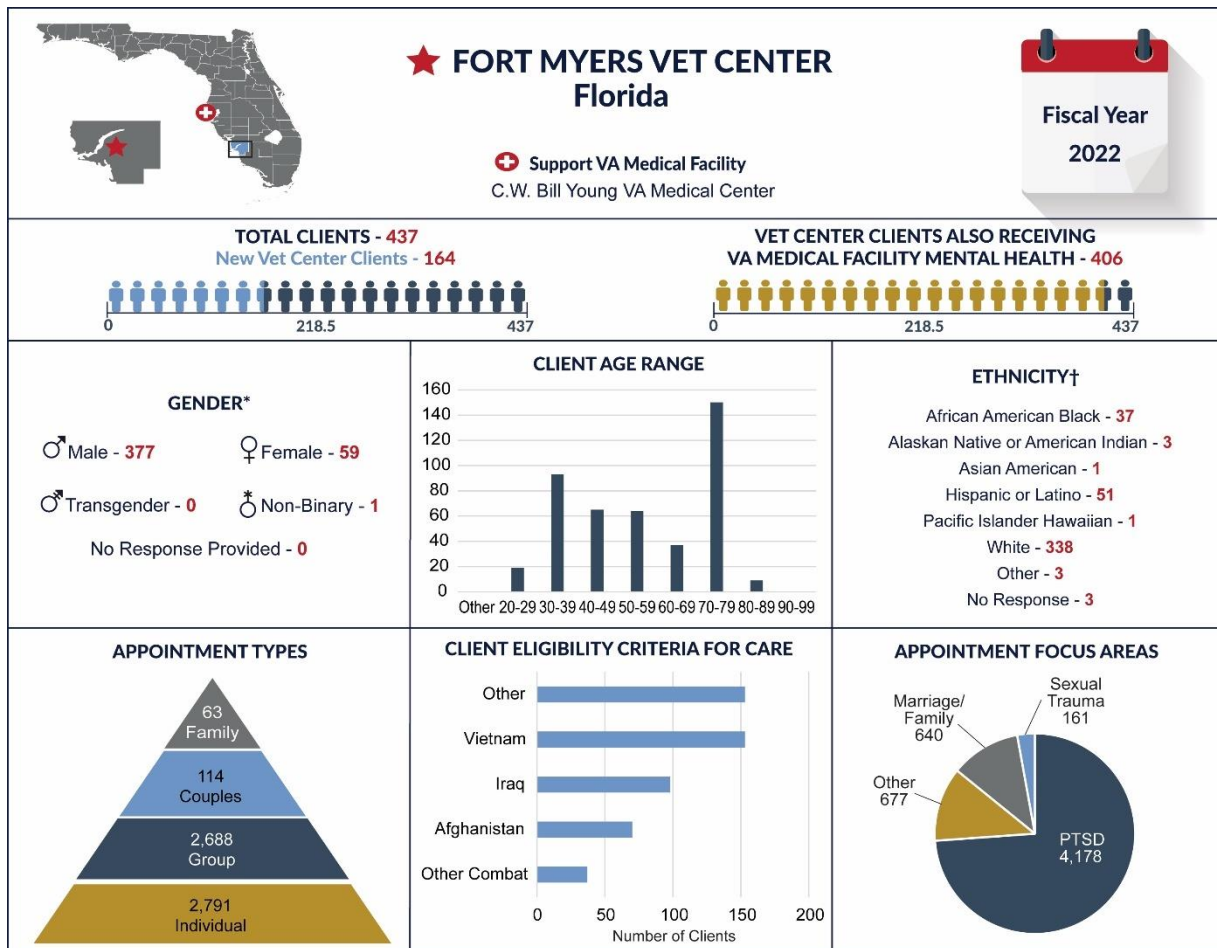 FORT MYERS VET CENTER
Florida
Support VA Medical Facility
C.W. Bill Young VA Medical Center
Fiscal Year
2022
TOTAL CLIENTS - 437
New Vet Center Clients - 164
0
218.5
437
VET CENTER CLIENTS ALSO RECEIVING
VA MEDICAL FACILITY MENTAL HEALTH - 406
0
218.5
437
GENDER*
Male - 377
Female - 59
Transgender - 0
Non-Binary - 1
No Response Provided - 0
CLIENT AGE RANGE
160
140
120
100
80
60
40
20
0
Other 20-29 30-39 40-49 50-59 60-69 70-79 80-89 90-99
ETHNICITY†
African American Black - 37
Alaskan Native or American Indian - 3
Asian American - 1
Hispanic or Latino - 51
Pacific Islander Hawaiian - 1
White - 338
Other - 3
No Response - 3
APPOINTMENT TYPES
63
Family
114
Couples
2,688
Group
2,791
Individual
CLIENT ELIGIBILITY CRITERIA FOR CARE
Other
Vietnam
Iraq
Afghanistan
Other Combat
0 50 100 150 200
Number of Clients
APPOINTMENT FOCUS AREAS
Sexual
Trauma
161
Marriage/
Family
640
Other
677
PTSD
4,178